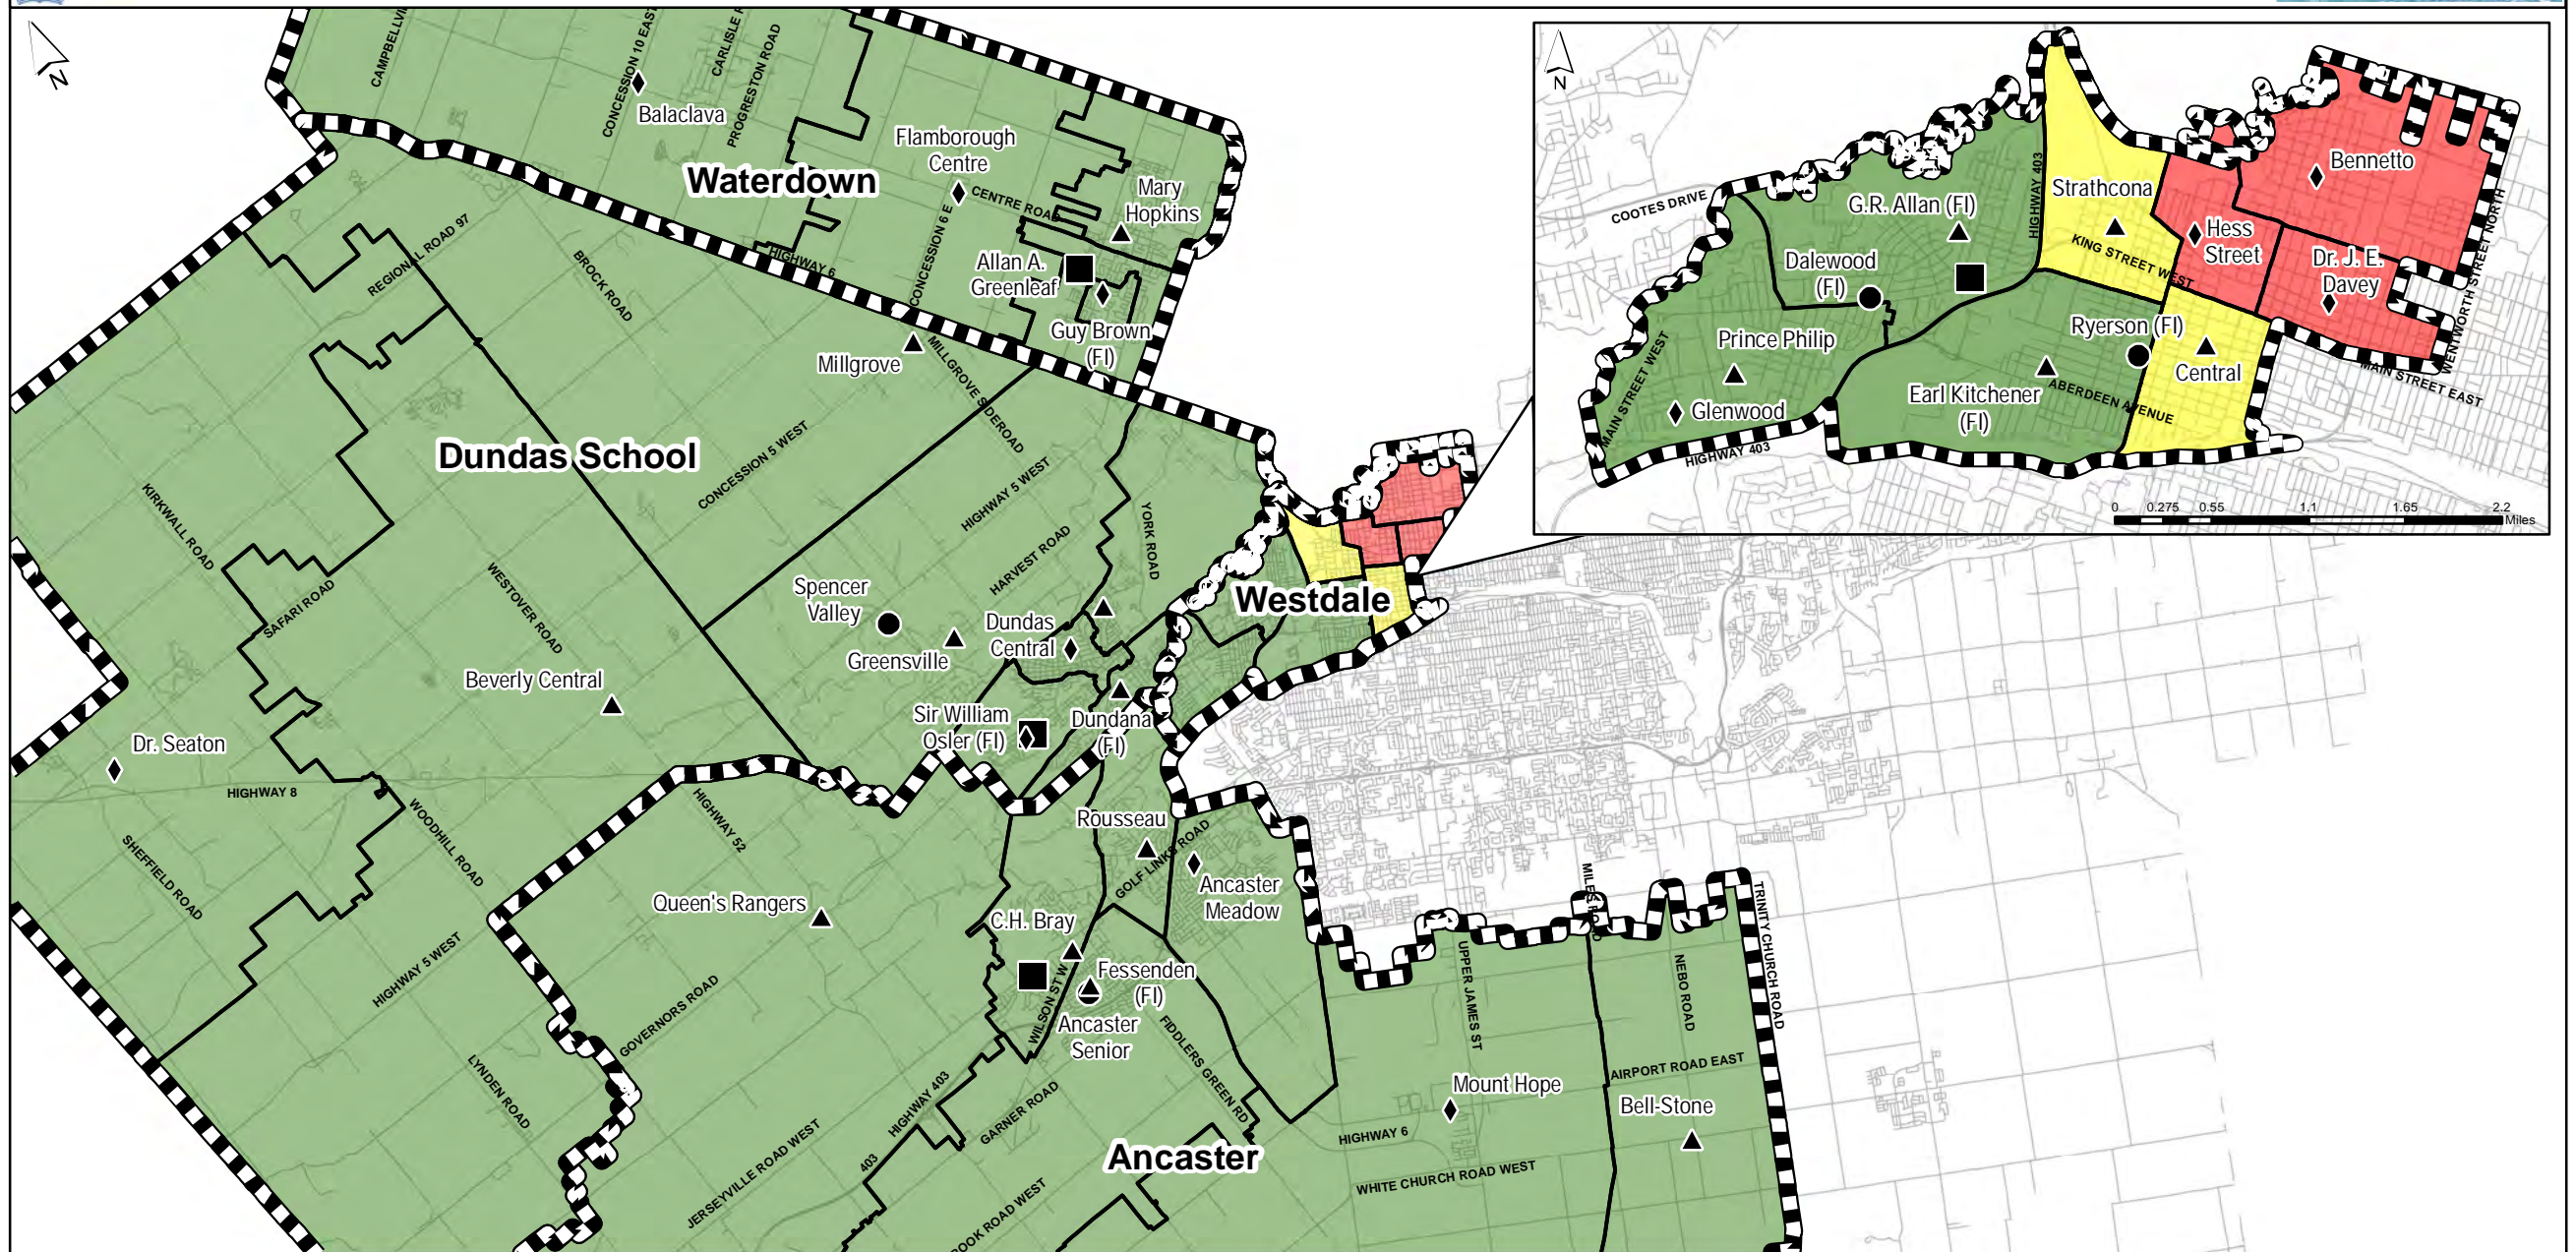 CAMPBELLVI
CONCESSION 10 EAST
CARLISLE R
PROGRESTON ROAD
Balaclava
Waterdown
Flamborough
Centre
CENTRE ROAD
CONCESSION 6 E
Mary
Hopkins
Allan A.
Greenleaf
Guy Brown
(FI)
HIGHWAY 6
REGIONAL ROAD 97
BROCK ROAD
Millgrove
MILLGROVE SIDEROAD
Dundas School
CONCESSION 5 WEST
HIGHWAY 5 WEST
HARVEST ROAD
YORK ROAD
KIRKWALL ROAD
SAFARI ROAD
WESTOVER ROAD
Spencer
Valley
Greensville
Dundas
Central
Westdale
Beverly Central
Sir William
Osler (FI)
Dundana
(FI)
Dr. Seaton
HIGHWAY 8
SHEFFIELD ROAD
WOODHILL ROAD
HIGHWAY 52
Rousseau
GOLF LINKS ROAD
Ancaster
Meadow
Queen's Rangers
C.H. Bray
WILSON ST W
Fessenden
(FI)
Ancaster
Senior
FIDDLERS GREEN RD
HIGHWAY 5 WEST
GOVERNORS ROAD
LYNDEN ROAD
JERSEYVILLE ROAD WEST
HIGHWAY 403
403
GARNER ROAD
OOK ROAD WEST
Ancaster
MILES ROAD
UPPER JAMES ST
NEBO ROAD
TRINITY CHURCH ROAD
AIRPORT ROAD EAST
Mount Hope
Bell-Stone
HIGHWAY 6
WHITE CHURCH ROAD WEST
N
N
COOTES DRIVE
HIGHWAY 403
Strathcona
Bennetto
G.R. Allan (FI)
Hess
Street
KING STREET WEST
Dr. J. E.
Davey
WENTWORTH STREET NORTH
Dalewood
(FI)
Prince Philip
Ryerson (FI)
Central
MAIN STREET EAST
Earl Kitchener
(FI)
ABERDEEN AVENUE
MAIN STREET WEST
Glenwood
HIGHWAY 403
0 0.275 0.55 1.1 1.65 2.2
Miles